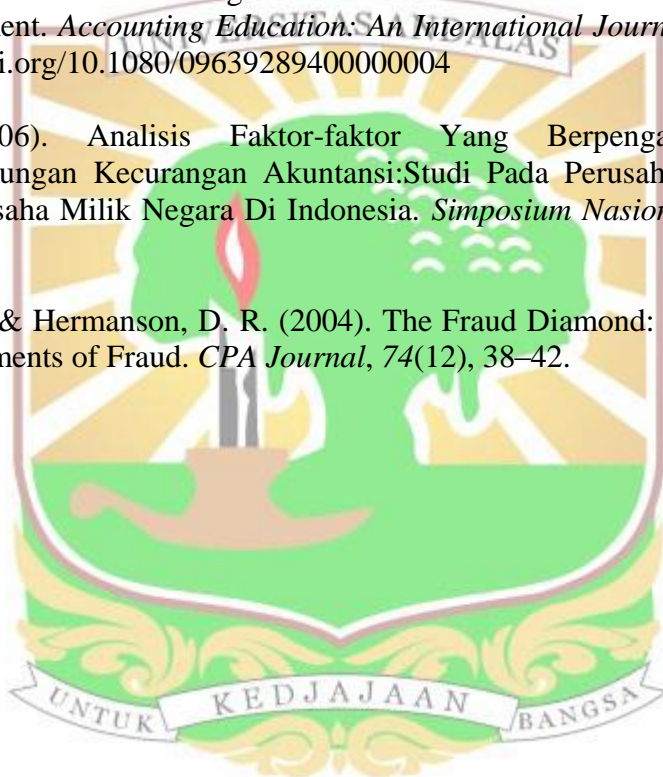 ent. Accounting Education: An International Journ
UNIVERSITAS ANDALAS
i.org/10.1080/09639289400000004
06). Analisis Faktor-faktor Yang Berpenga
ungan Kecurangan Akuntansi:Studi Pada Perusah
saha Milik Negara Di Indonesia. Simposium Nasion
& Hermanson, D. R. (2004). The Fraud Diamond:
ments of Fraud. CPA Journal, 74(12), 38–42.
UNTUK KEDJAJAAN BANGSA